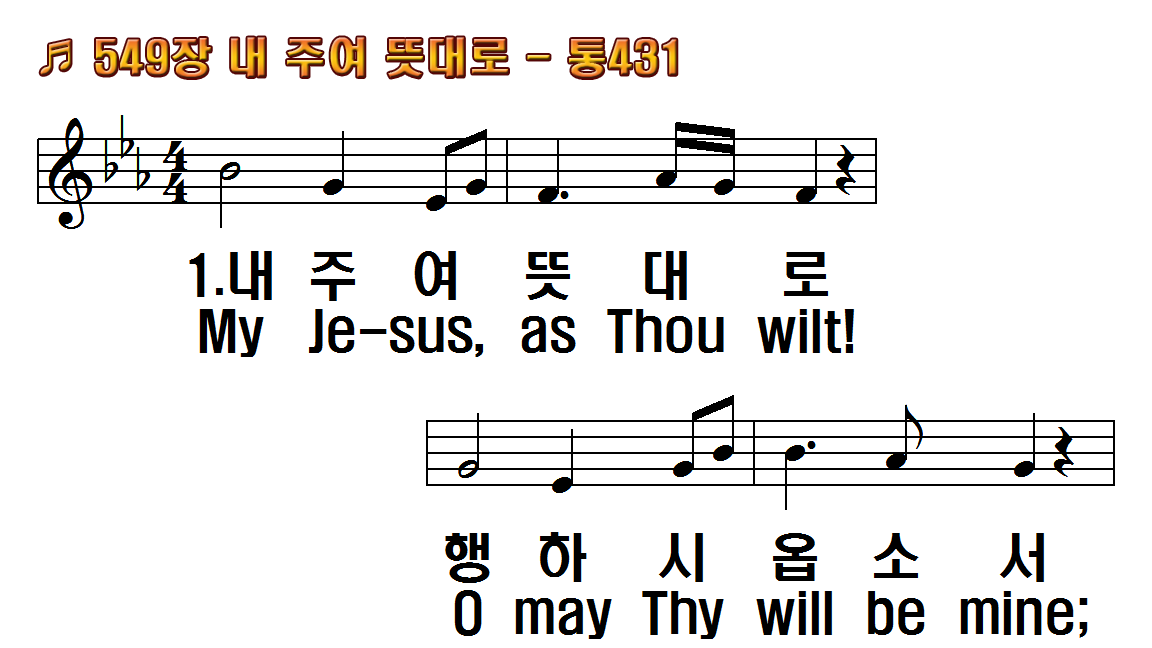 ♬ 549장 내 주여 뜻대로 - 통431
4
4
1.내 주 여 뜻 대 로
My Je-sus, as Thou wilt!
행 하 시 옵 소 서
O may Thy will be mine;